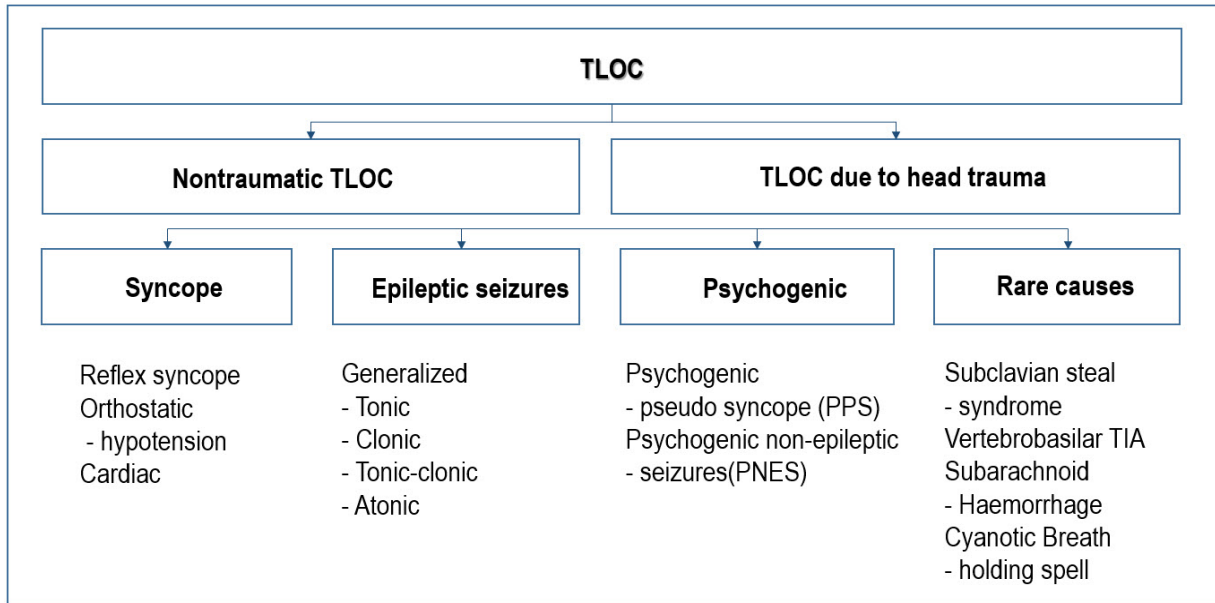 TLOC
Nontraumatic TLOC
TLOC due to head trauma
Syncope
Epileptic seizures
Psychogenic
Rare causes
Reflex syncope
Orthostatic
- hypotension
Cardiac
Generalized
- Tonic
- Clonic
- Tonic-clonic
- Atonic
Psychogenic
- pseudo syncope (PPS)
Psychogenic non-epileptic
- seizures(PNES)
Subclavian steal
- syndrome
Vertebrobasilar TIA
Subarachnoid
- Haemorrhage
Cyanotic Breath
- holding spell